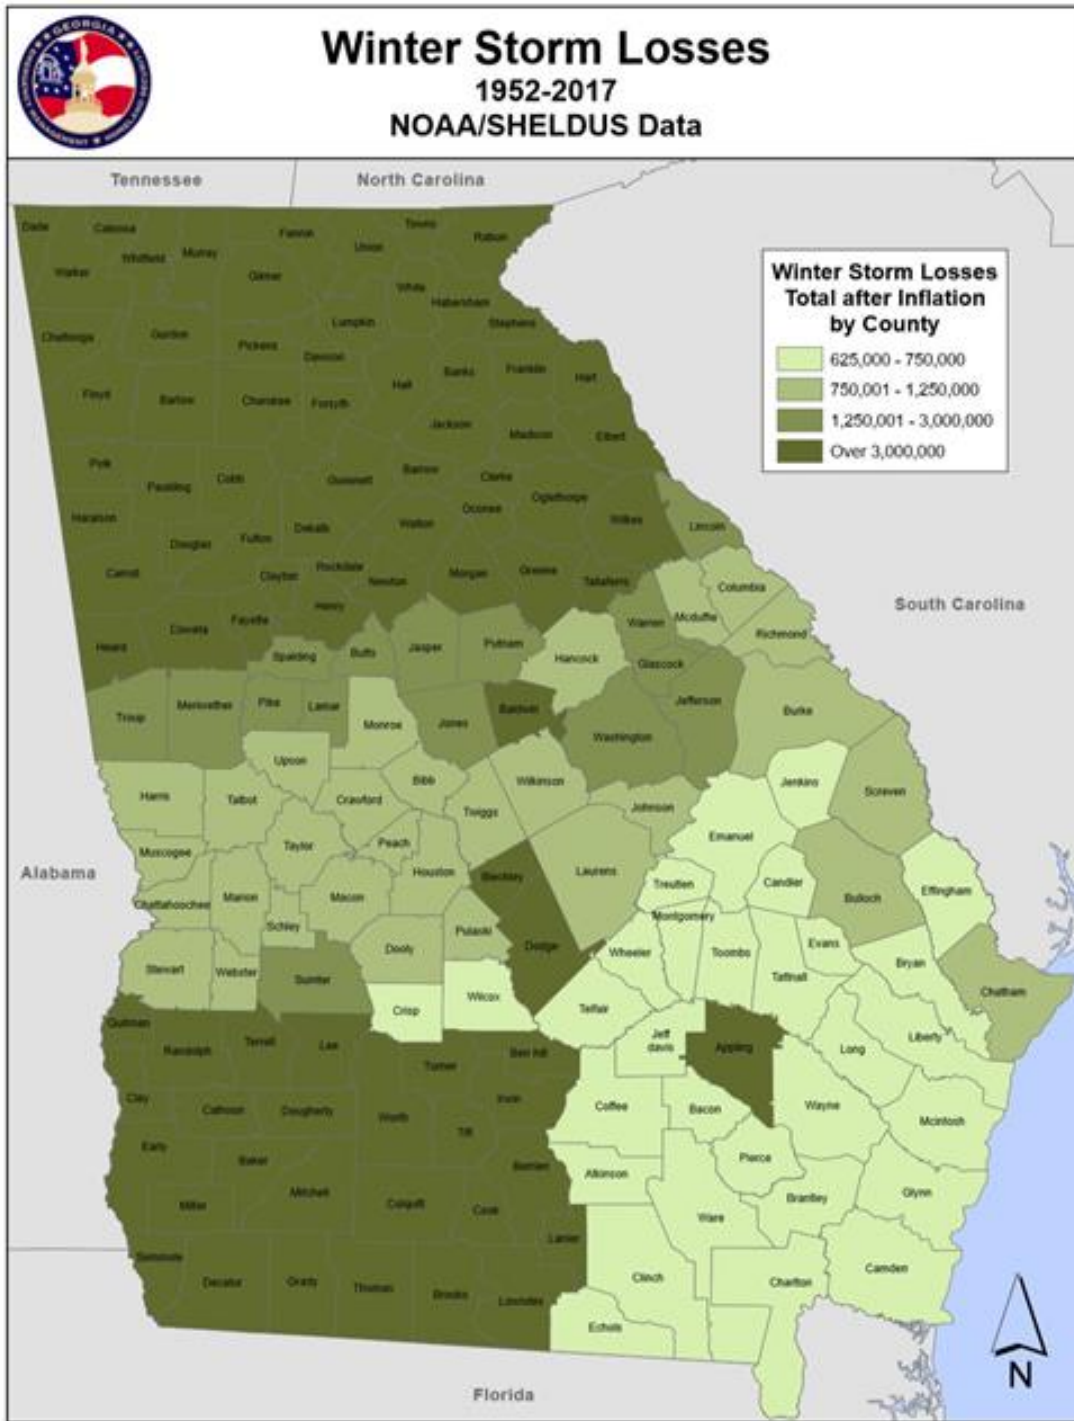 GEORGIA
Winter Storm Losses
1952-2017
NOAA/SHELDUS Data
Tennessee
North Carolina
Winter Storm Losses
Total after Inflation
by County
625,000 - 750,000
750,001 - 1,250,000
1,250,001 - 3,000,000
Over 3,000,000
South Carolina
Alabama
Florida
N
Dade
Catoosa
Whitfield
Murray
Fannin
Union
Towns
Rabun
Walker
Gilmer
White
Habersham
Lumpkin
Stephens
Chattooga
Gordon
Pickens
Dawson
Hall
Banks
Franklin
Hart
Floyd
Bartow
Cherokee
Forsyth
Jackson
Madison
Elbert
Polk
Paulding
Cobb
Gwinnett
Barrow
Clarke
Oglethorpe
Oconee
Wilkes
Lincoln
Haralson
Douglas
Fulton
Dekalb
Walton
Carroll
Clayton
Rockdale
Newton
Morgan
Greene
Taliaferro
Columbia
Mcduffie
Heard
Coweta
Fayette
Henry
Warren
Richmond
Spalding
Butts
Jasper
Putnam
Hancock
Glascock
Troup
Meriwether
Pike
Lamar
Monroe
Jones
Baldwin
Washington
Jefferson
Burke
Upson
Bibb
Wilkinson
Jenkins
Screven
Harris
Talbot
Crawford
Twiggs
Johnson
Emanuel
Muscogee
Taylor
Peach
Houston
Bleckley
Laurens
Treutlen
Candler
Bulloch
Effingham
Chattahoochee
Marion
Macon
Schley
Dooly
Pulaski
Dodge
Montgomery
Wheeler
Toombs
Evans
Tattnall
Bryan
Stewart
Webster
Sumter
Crisp
Wilcox
Telfair
Chatham
Quitman
Randolph
Terrell
Lee
Turner
Ben hill
Jeff
davis
Appling
Long
Liberty
Clay
Calhoun
Dougherty
Worth
Tift
Irwin
Coffee
Bacon
Wayne
Mcintosh
Early
Baker
Berrien
Atkinson
Pierce
Miller
Mitchell
Colquitt
Cook
Ware
Brantley
Glynn
Seminole
Decatur
Grady
Thomas
Brooks
Lowndes
Lanier
Clinch
Echols
Charlton
Camden